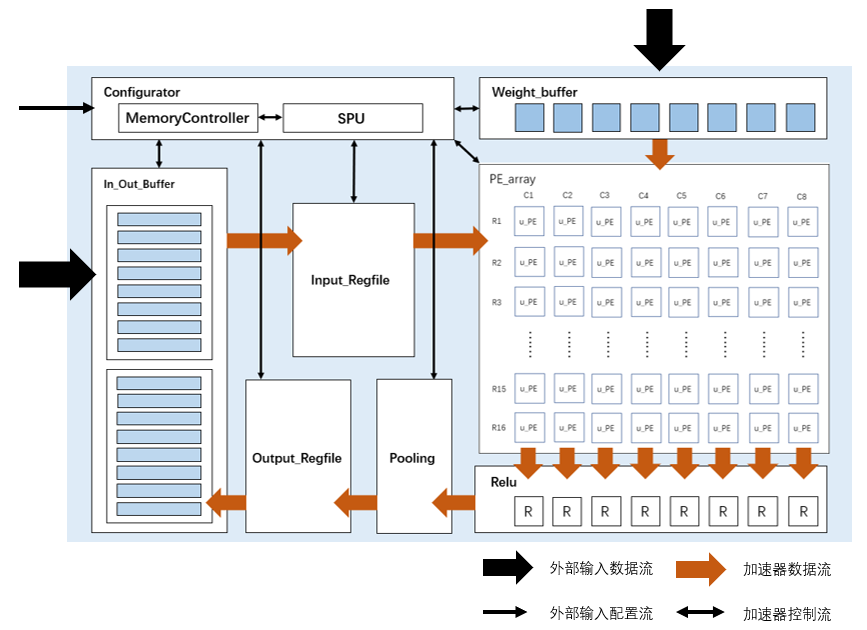 Configurator
MemoryController
SPU
Weight_buffer
In_Out_Buffer
Input_Regfile
PE_array
C1 C2 C3 C4 C5 C6 C7 C8
R1 u_PE u_PE u_PE u_PE u_PE u_PE u_PE u_PE
R2 u_PE u_PE u_PE u_PE u_PE u_PE u_PE u_PE
R3 u_PE u_PE u_PE u_PE u_PE u_PE u_PE u_PE
R15 u_PE u_PE u_PE u_PE u_PE u_PE u_PE u_PE
R16 u_PE u_PE u_PE u_PE u_PE u_PE u_PE u_PE
Output_Regfile
Pooling
Relu
R R R R R R R R
外部输入数据流
加速器数据流
外部输入配置流
加速器控制流